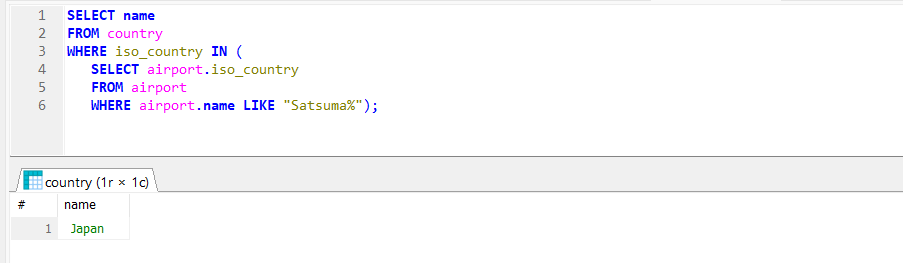 1 SELECT name
2 FROM country
3 WHERE iso_country IN (
4 SELECT airport.iso_country
5 FROM airport
6 WHERE airport.name LIKE "Satsuma%");
country (1r × 1c)
# name
1 Japan